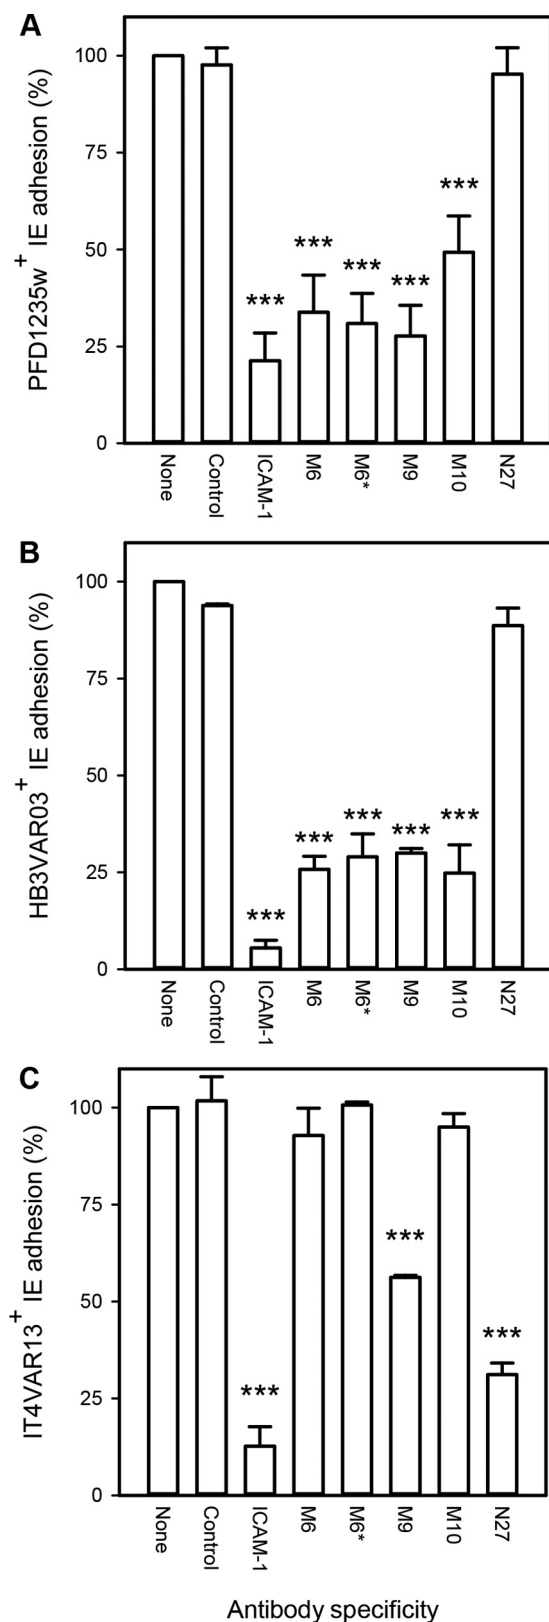 A
PFD1235w+ IE adhesion (%)
100
75
50
25
0
***
***
***
***
***
None
Control
ICAM-1
M6
M6*
M9
M10
N27
B
HB3VAR03+ IE adhesion (%)
100
75
50
25
0
***
***
***
***
***
None
Control
ICAM-1
M6
M6*
M9
M10
N27
C
IT4VAR13+ IE adhesion (%)
100
75
50
25
0
***
***
***
None
Control
ICAM-1
M6
M6*
M9
M10
N27
Antibody specificity